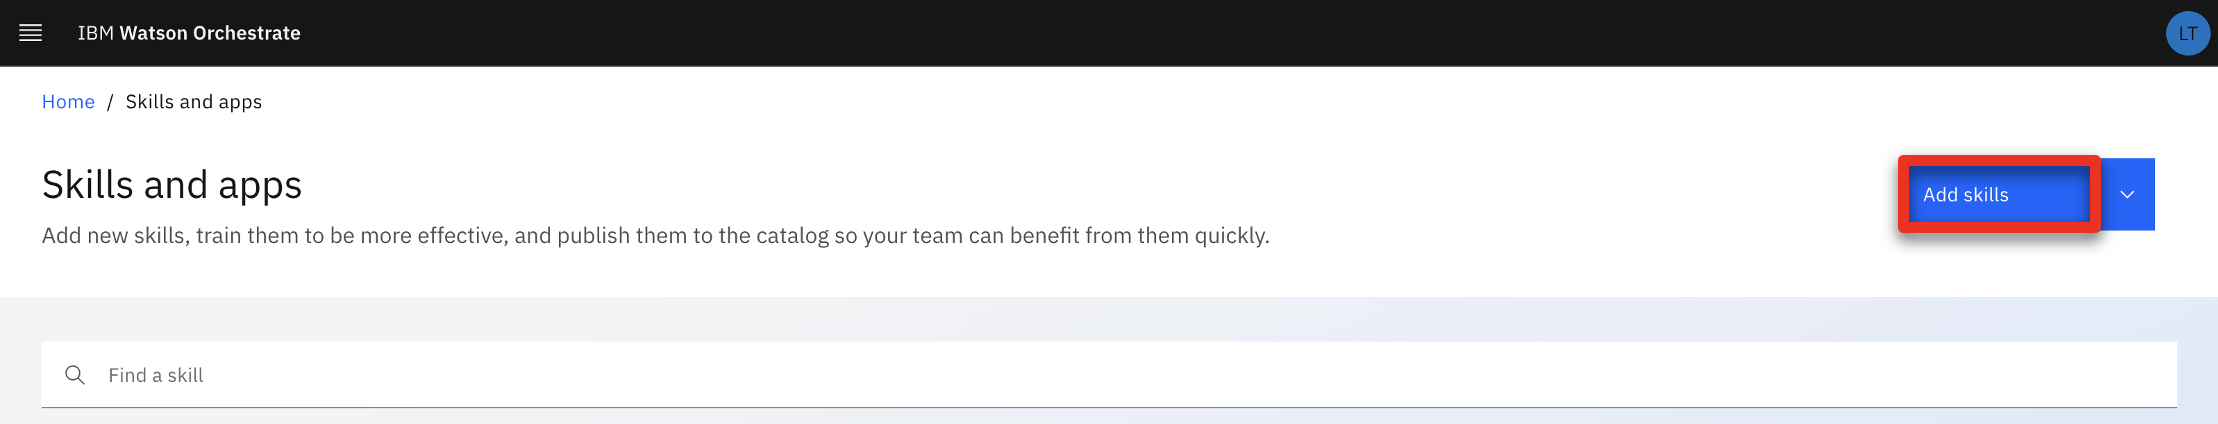 IBM Watson Orchestrate
LT
Home / Skills and apps
Skills and apps
Add new skills, train them to be more effective, and publish them to the catalog so your team can benefit from them quickly.
Add skills
Find a skill